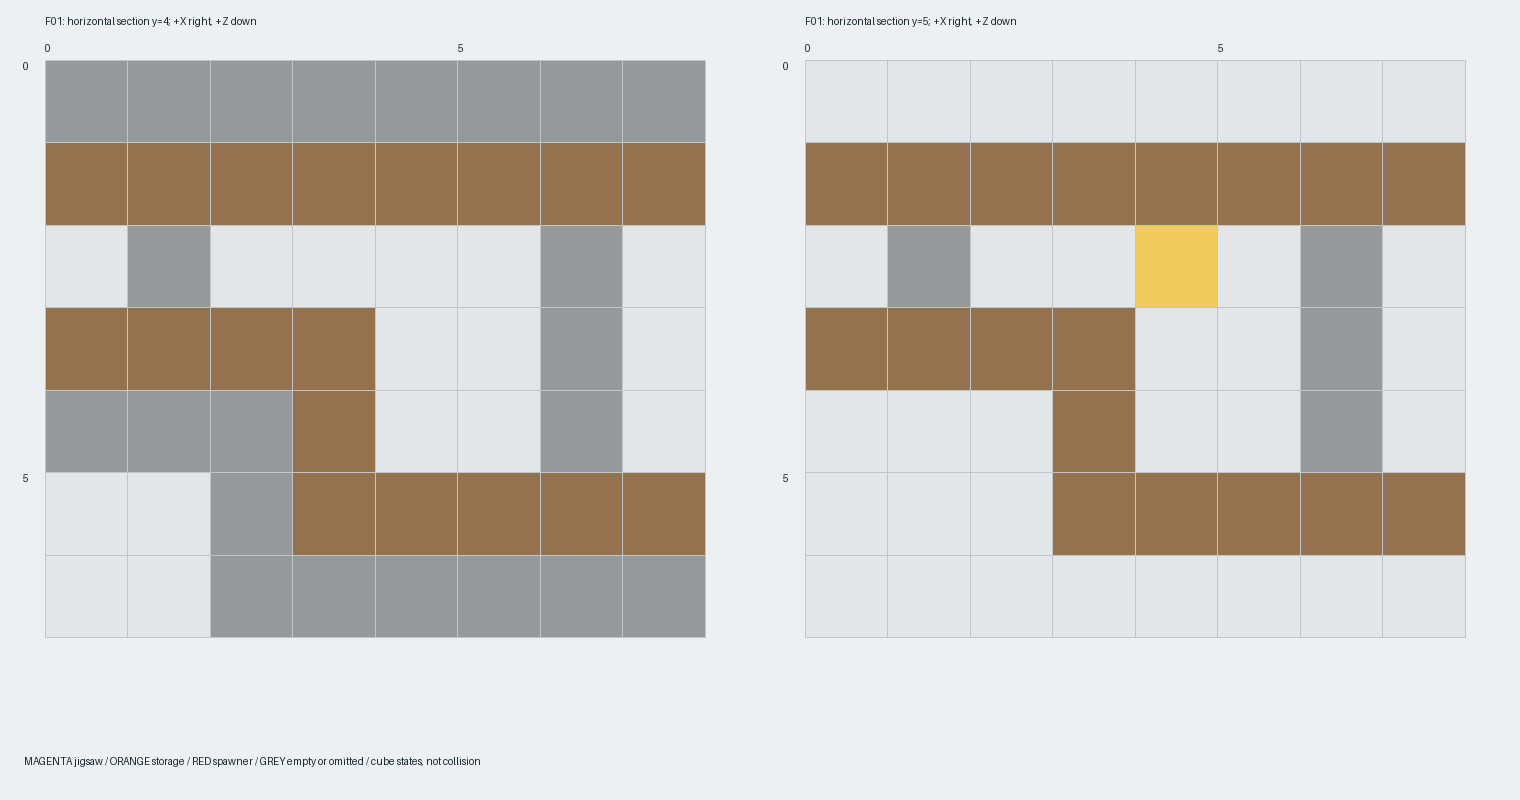 F01: horizontal section y=4; +X right, +Z down
F01: horizontal section y=5; +X right, +Z down
0 5
0 5
0
0
5
5
MAGENTA jigsaw / ORANGE storage / RED spawner / GREY empty or omitted / cube states, not collision